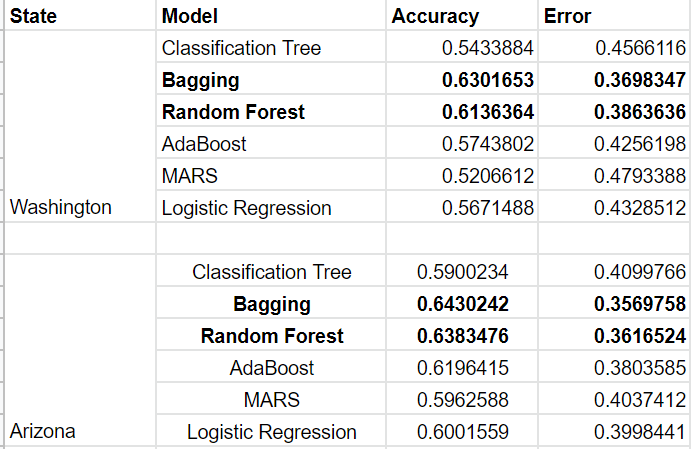 State Model Accuracy Error
Classification Tree 0.5433884 0.4566116
Bagging 0.6301653 0.3698347
Random Forest 0.6136364 0.3863636
AdaBoost 0.5743802 0.4256198
MARS 0.5206612 0.4793388
Washington Logistic Regression 0.5671488 0.4328512
Classification Tree 0.5900234 0.4099766
Bagging 0.6430242 0.3569758
Random Forest 0.6383476 0.3616524
AdaBoost 0.6196415 0.3803585
MARS 0.5962588 0.4037412
Arizona Logistic Regression 0.6001559 0.3998441